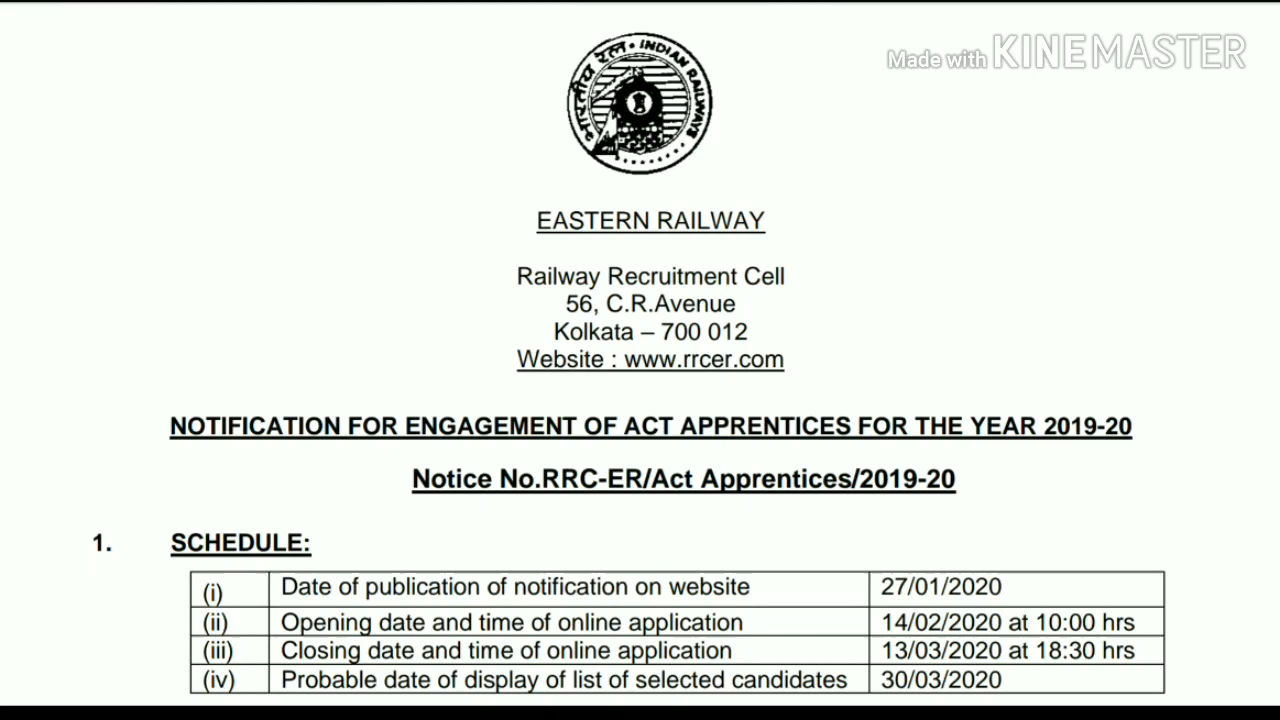 Made with KINEMASTER
भारतीय रेल • INDIAN RAILWAYS
EASTERN RAILWAY
Railway Recruitment Cell
56, C.R.Avenue
Kolkata – 700 012
Website : www.rrcer.com
NOTIFICATION FOR ENGAGEMENT OF ACT APPRENTICES FOR THE YEAR 2019-20
Notice No.RRC-ER/Act Apprentices/2019-20
1. SCHEDULE:
(i) Date of publication of notification on website 27/01/2020
(ii) Opening date and time of online application 14/02/2020 at 10:00 hrs
(iii) Closing date and time of online application 13/03/2020 at 18:30 hrs
(iv) Probable date of display of list of selected candidates 30/03/2020